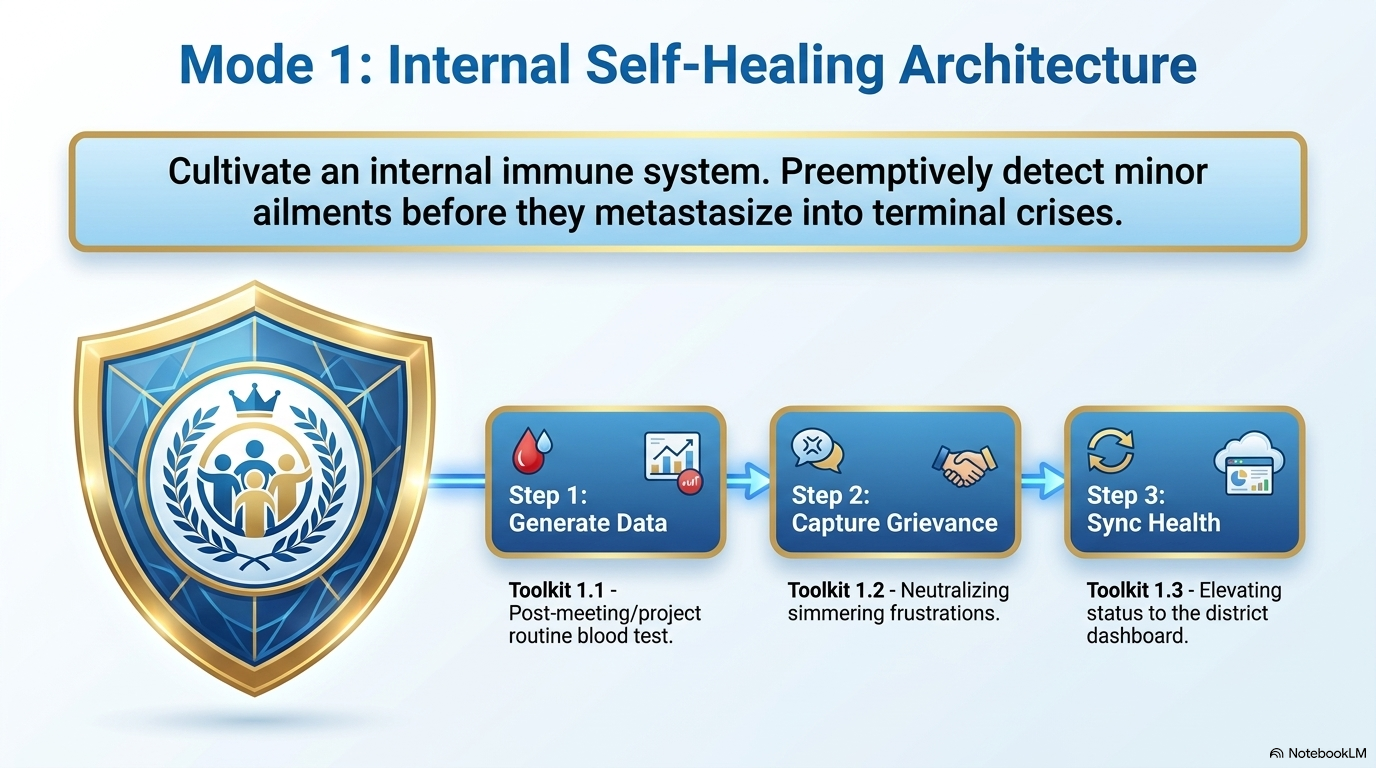 Mode 1: Internal Self-Healing Architecture
Cultivate an internal immune system. Preemptively detect minor
ailments before they metastasize into terminal crises.
Step 1:
Generate Data
Step 2:
Capture Grievance
Step 3:
Sync Health
Toolkit 1.1 -
Post-meeting/project
routine blood test.
Toolkit 1.2 - Neutralizing
simmering frustrations.
Toolkit 1.3 - Elevating
status to the district
dashboard.
NotebookLM